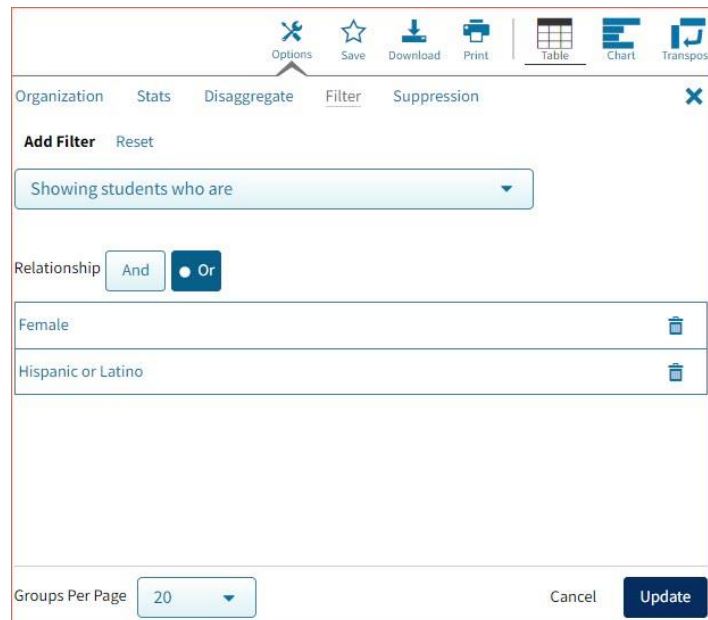 Options Save Download Print Table Chart Transpos
Organization Stats Disaggregate Filter Suppression
Add Filter Reset
Showing students who are
Relationship And Or
Female
Hispanic or Latino
Groups Per Page 20 Cancel Update